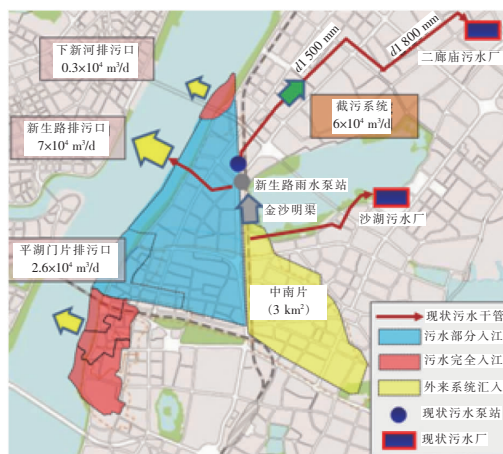 下新河排污口
0.3×10⁴ m³/d
d1 500 mm
d1 800 mm
二廊庙污水厂
截污系统
6×10⁴ m³/d
新生路排污口
7×10⁴ m³/d
新生路雨水泵站
金沙明渠
沙湖污水厂
平湖门片排污口
2.6×10⁴ m³/d
中南片
(3 km²)
现状污水干管
污水部分入江
污水完全入江
外来系统汇入
现状污水泵站
现状污水厂